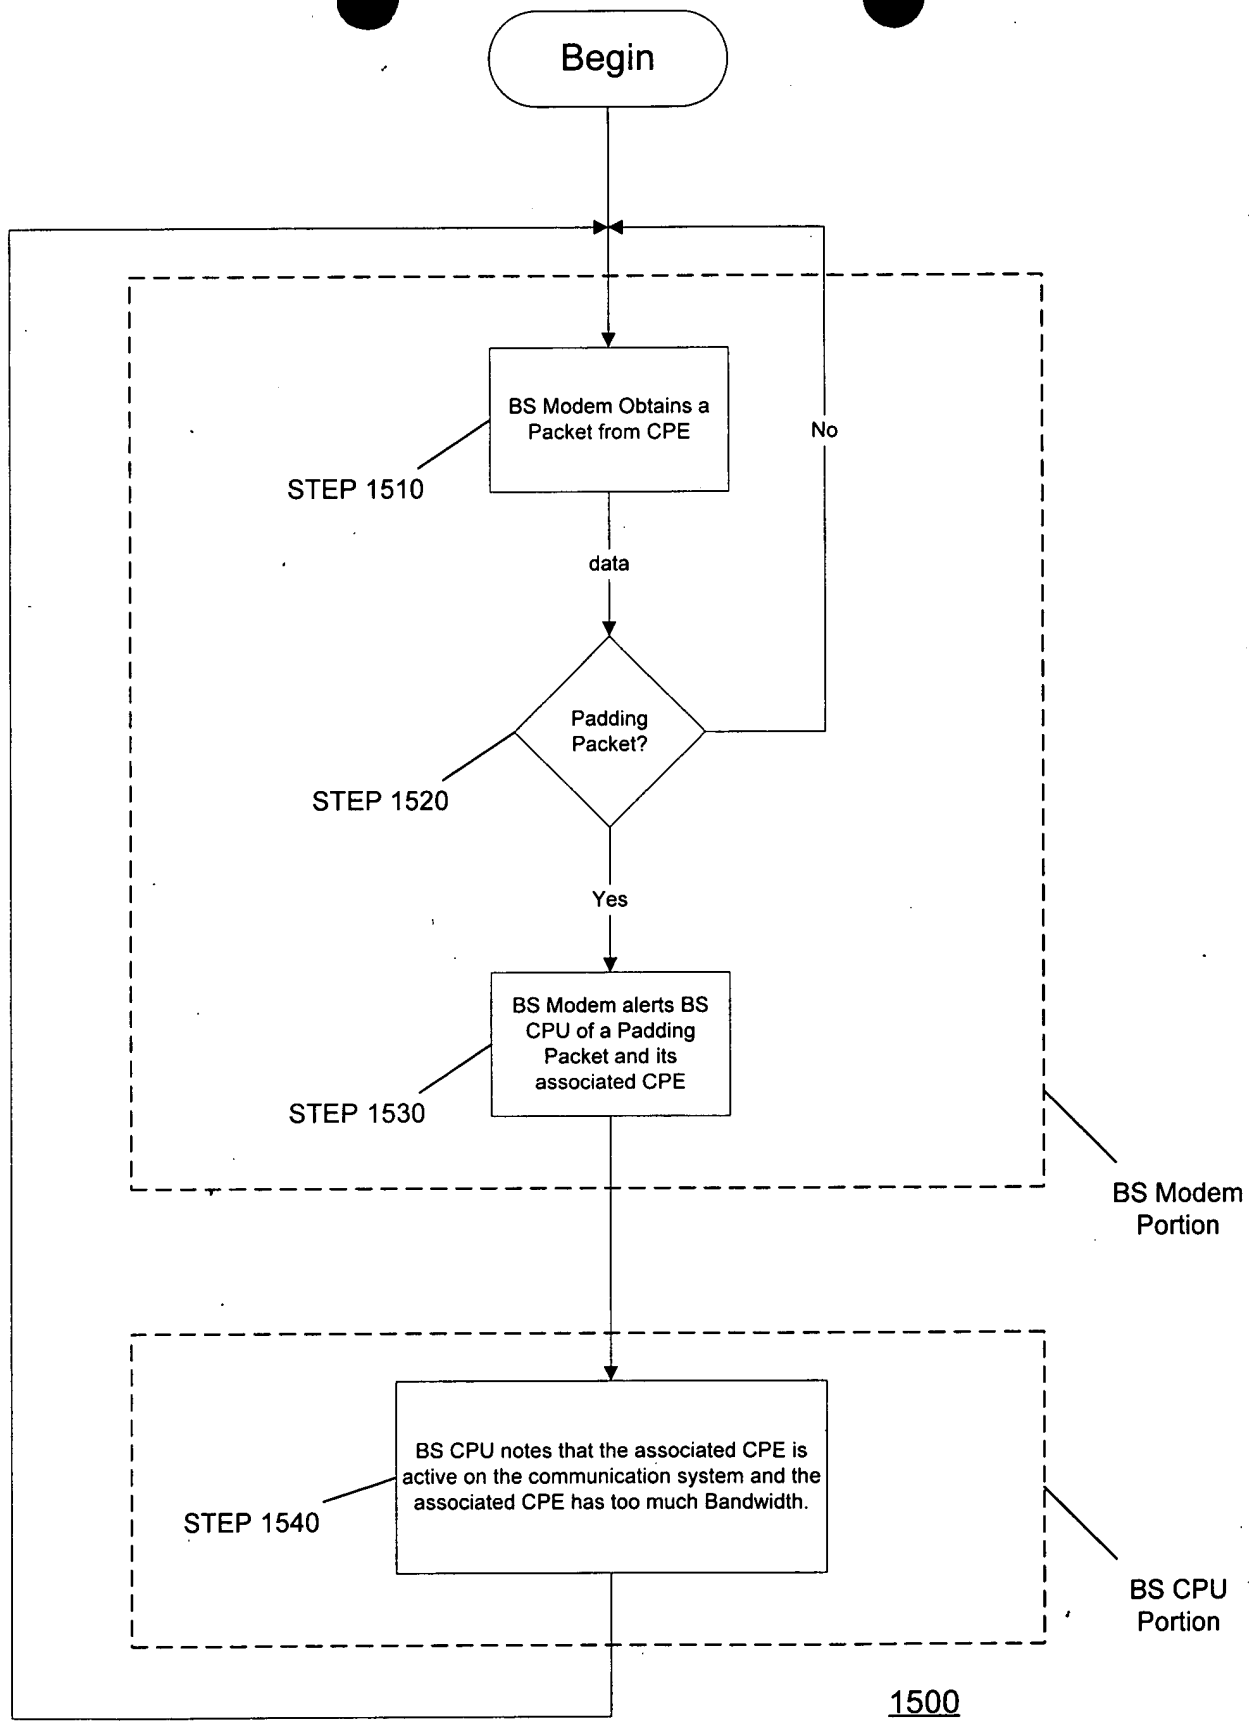 Begin
BS Modem Obtains a
Packet from CPE
No
STEP 1510
data
Padding
Packet?
STEP 1520
Yes
BS Modem alerts BS
CPU of a Padding
Packet and its
associated CPE
STEP 1530
BS Modem
Portion
BS CPU notes that the associated CPE is
active on the communication system and the
associated CPE has too much Bandwidth.
STEP 1540
BS CPU
Portion
1500